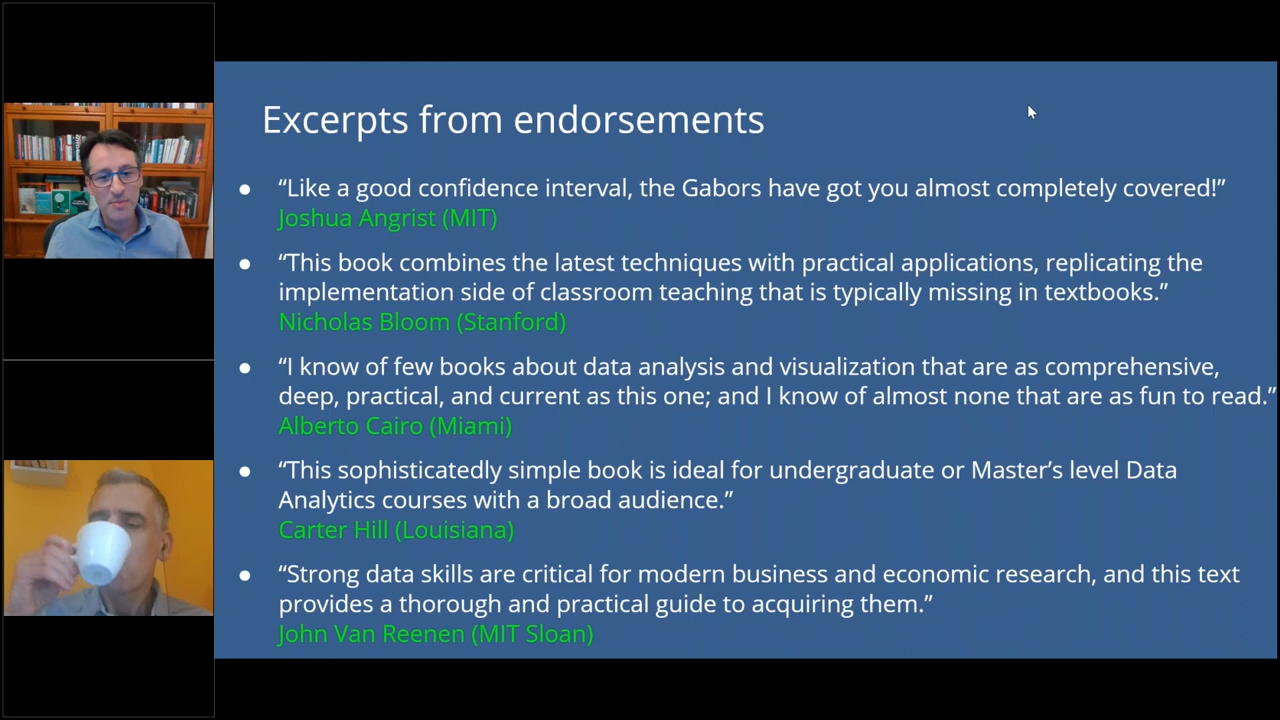 Excerpts from endorsements
● “Like a good confidence interval, the Gabors have got you almost completely covered!”
Joshua Angrist (MIT)
● “This book combines the latest techniques with practical applications, replicating the
implementation side of classroom teaching that is typically missing in textbooks.”
Nicholas Bloom (Stanford)
● “I know of few books about data analysis and visualization that are as comprehensive,
deep, practical, and current as this one; and I know of almost none that are as fun to read.”
Alberto Cairo (Miami)
● “This sophisticatedly simple book is ideal for undergraduate or Master’s level Data
Analytics courses with a broad audience.”
Carter Hill (Louisiana)
● “Strong data skills are critical for modern business and economic research, and this text
provides a thorough and practical guide to acquiring them.”
John Van Reenen (MIT Sloan)